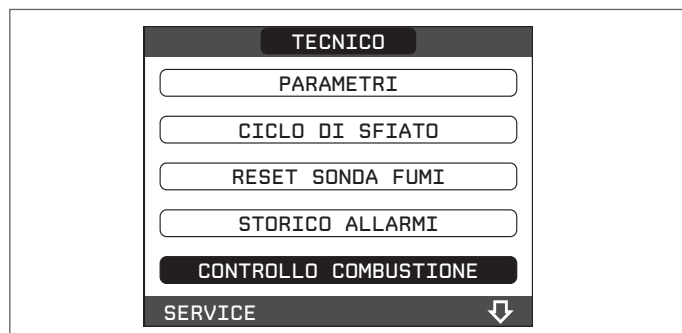 TECNICO
PARAMETRI
CICLO DI SFIATO
RESET SONDA FUMI
STORICO ALLARMI
CONTROLLO COMBUSTIONE
SERVICE